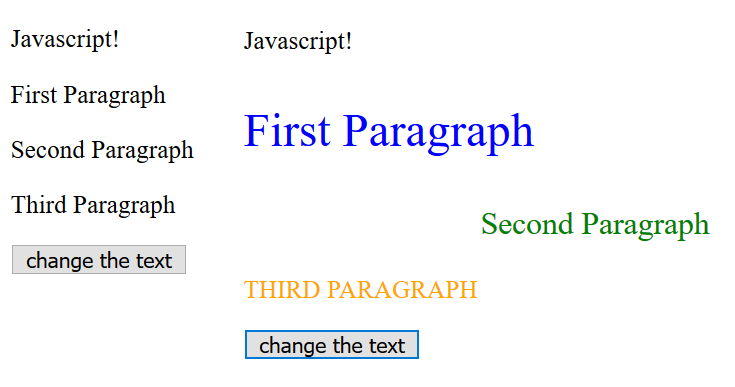 Javascript!
First Paragraph
Second Paragraph
Third Paragraph
change the text
Javascript!
First Paragraph
Second Paragraph
THIRD PARAGRAPH
change the text